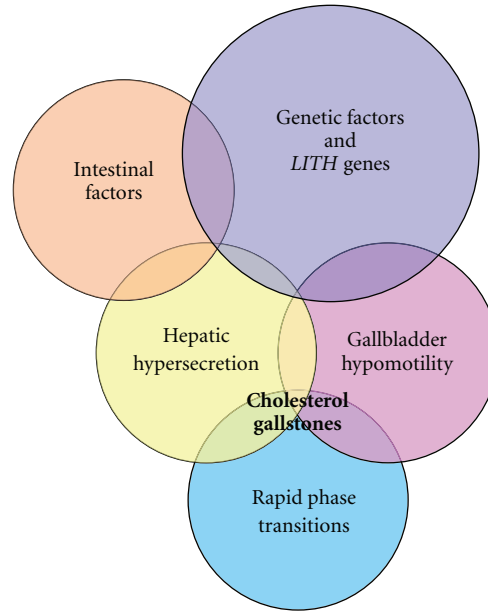 Genetic factors
and
LITH genes
Intestinal
factors
Hepatic
hypersecretion
Gallbladder
hypomotility
Cholesterol
gallstones
Rapid phase
transitions